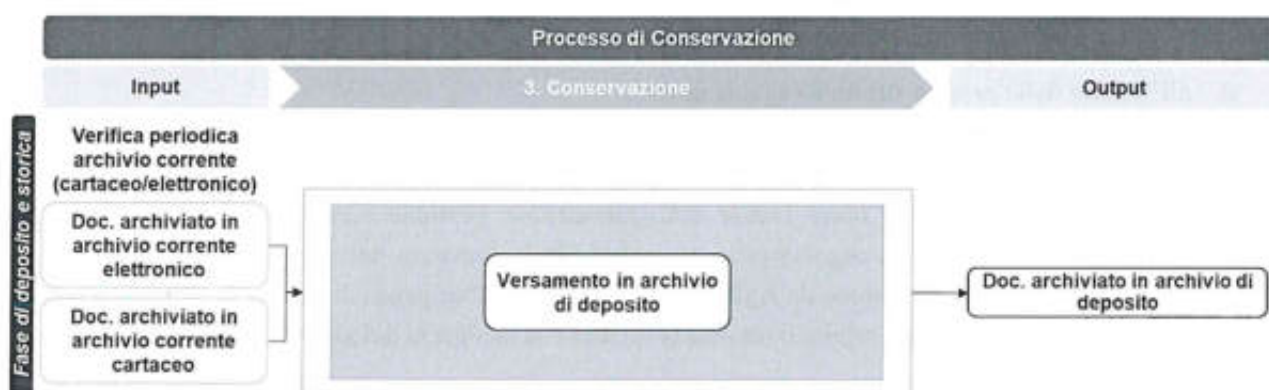 Processo di Conservazione
Input
3. Conservazione
Output
Fase di deposito e storica
Verifica periodica
archivio corrente
(cartaceo/elettronico)
Doc. archiviato in
archivio corrente
elettronico
Doc. archiviato in
archivio corrente
cartaceo
Versamento in archivio
di deposito
Doc. archiviato in archivio di
deposito